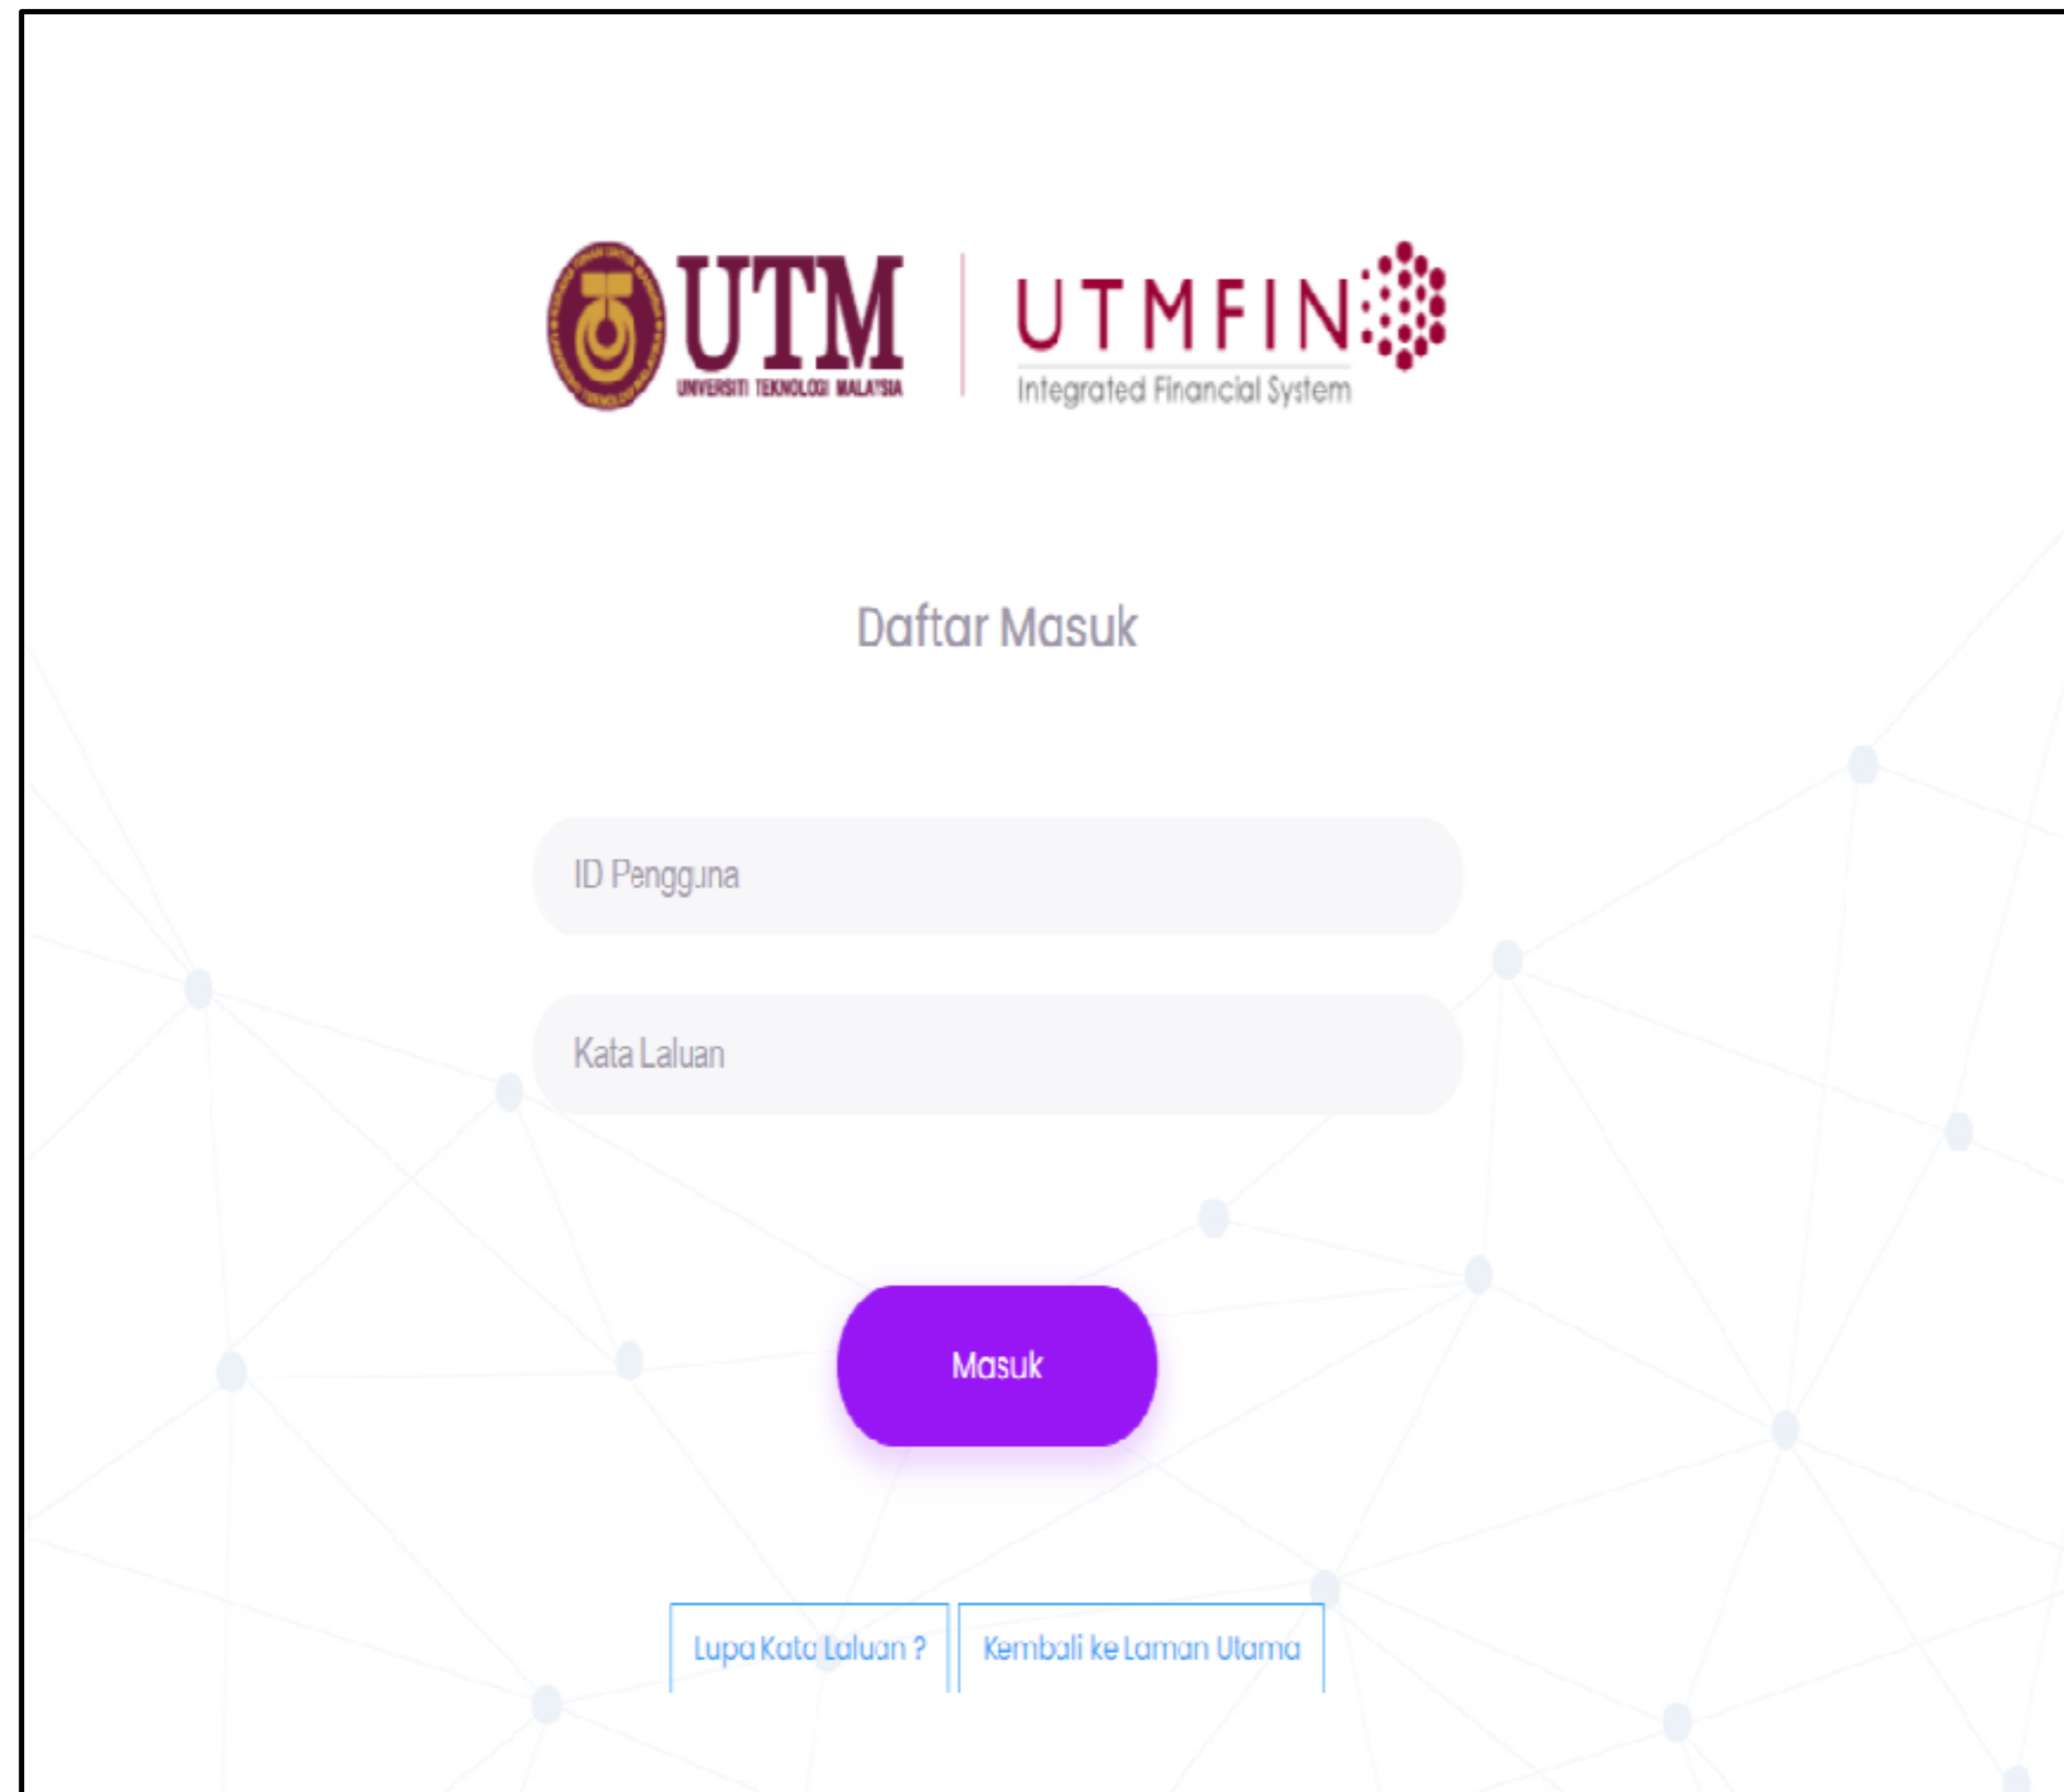 UTM
UNIVERSITI TEKNOLOGI MALAYSIA
UTMFIN
Integrated Financial System
Daftar Masuk
ID Pengguna
Kata Laluan
Masuk
Lupa Kata Laluan ?
Kembali ke Laman Utama